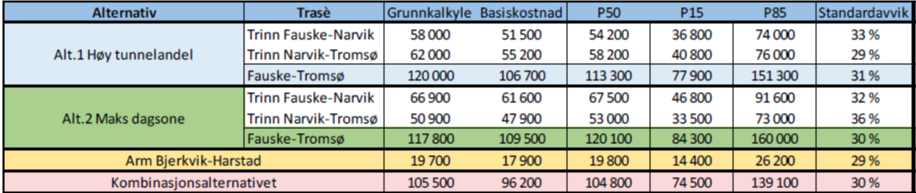 Alternativ Trasè Grunnkalkyle Basiskostnad P50 P15 P85 Standardavvik
Alt.1 Høy tunnelandel Trinn Fauske-Narvik 58 000 51 500 54 200 36 800 74 000 33 %
Trinn Narvik-Tromsø 62 000 55 200 58 200 40 800 76 000 29 %
Fauske-Tromsø 120 000 106 700 113 300 77 900 151 300 31 %
Alt.2 Maks dagsone Trinn Fauske-Narvik 66 900 61 600 67 500 46 800 91 600 32 %
Trinn Narvik-Tromsø 50 900 47 900 53 000 33 500 73 000 36 %
Fauske-Tromsø 117 800 109 500 120 100 84 300 160 000 30 %
Arm Bjerkvik-Harstad 19 700 17 900 19 800 14 400 26 200 29 %
Kombinasjonsalternativet 105 500 96 200 104 800 74 500 139 100 30 %